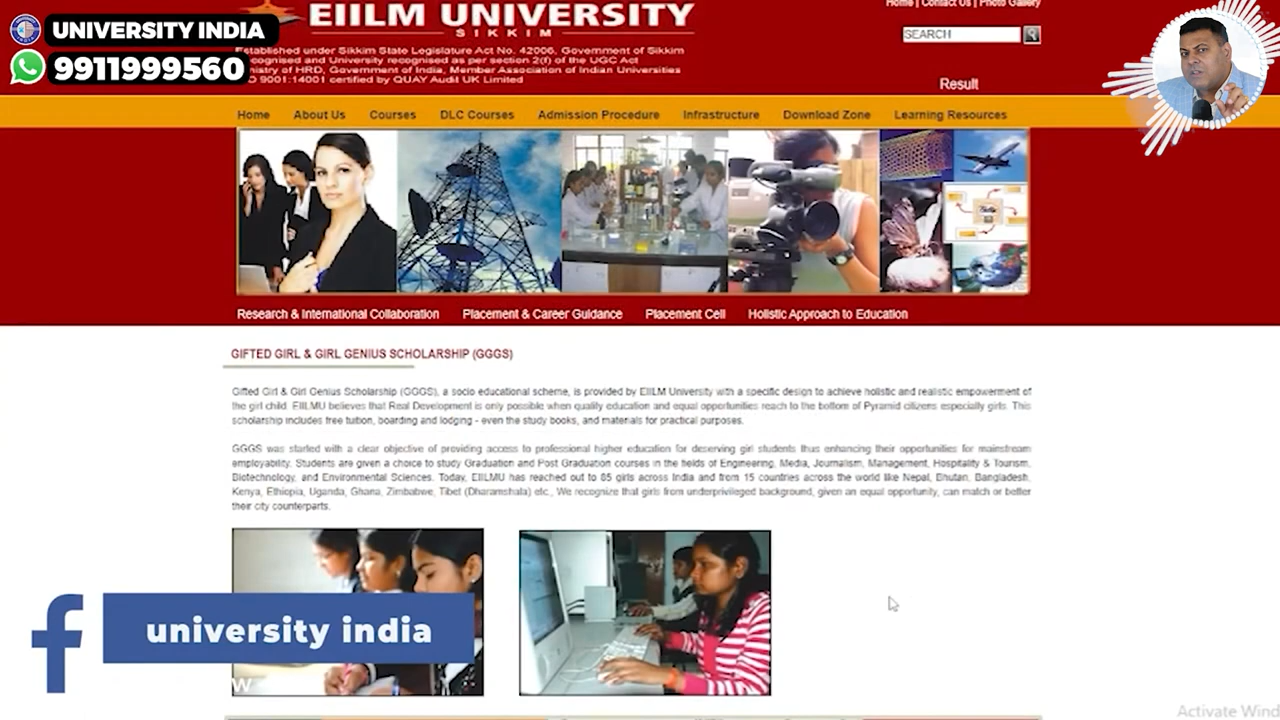 UNIVERSITY INDIA
9911999560
EIILM UNIVERSITY
SIKKIM
Established under Sikkim State Legislature Act No. 42006, Government of Sikkim
ecognised and University recognised as per section 2(f) of the UGC Act
istry of HRD, Government of India, Member Association of Indian Universities
9001:14001 certified by QUAY Audit UK Limited
Home | Contact Us | Photo Gallery
SEARCH
Result
Home About Us Courses DLC Courses Admission Procedure Infrastructure Download Zone Learning Resources
Research & International Collaboration Placement & Career Guidance Placement Cell Holistic Approach to Education
GIFTED GIRL & GIRL GENIUS SCHOLARSHIP (GGGS)
Gifted Girl & Girl Genius Scholarship (GGGS), a socio educational scheme, is provided by EIILM University with a specific design to achieve holistic and realistic empowerment of
the girl child. EIILMU believes that Real Development is only possible when quality education and equal opportunities reach to the bottom of Pyramid citizens especially girls. This
scholarship includes free tuition, boarding and lodging - even the study books, and materials for practical purposes.
GGGS was started with a clear objective of providing access to professional higher education for deserving girl students thus enhancing their opportunities for mainstream
employability. Students are given a choice to study Graduation and Post Graduation courses in the fields of Engineering, Media, Journalism, Management, Hospitality & Tourism,
Biotechnology, and Environmental Sciences. Today, EIILMU has reached out to 85 girls across India and from 15 countries across the world like Nepal, Bhutan, Bangladesh,
Kenya, Ethiopia, Uganda, Ghana, Zimbabwe, Tibet (Dharamshala) etc., We recognize that girls from underprivileged background, given an equal opportunity, can match or better
their city counterparts.
f university india
w
Activate Wind